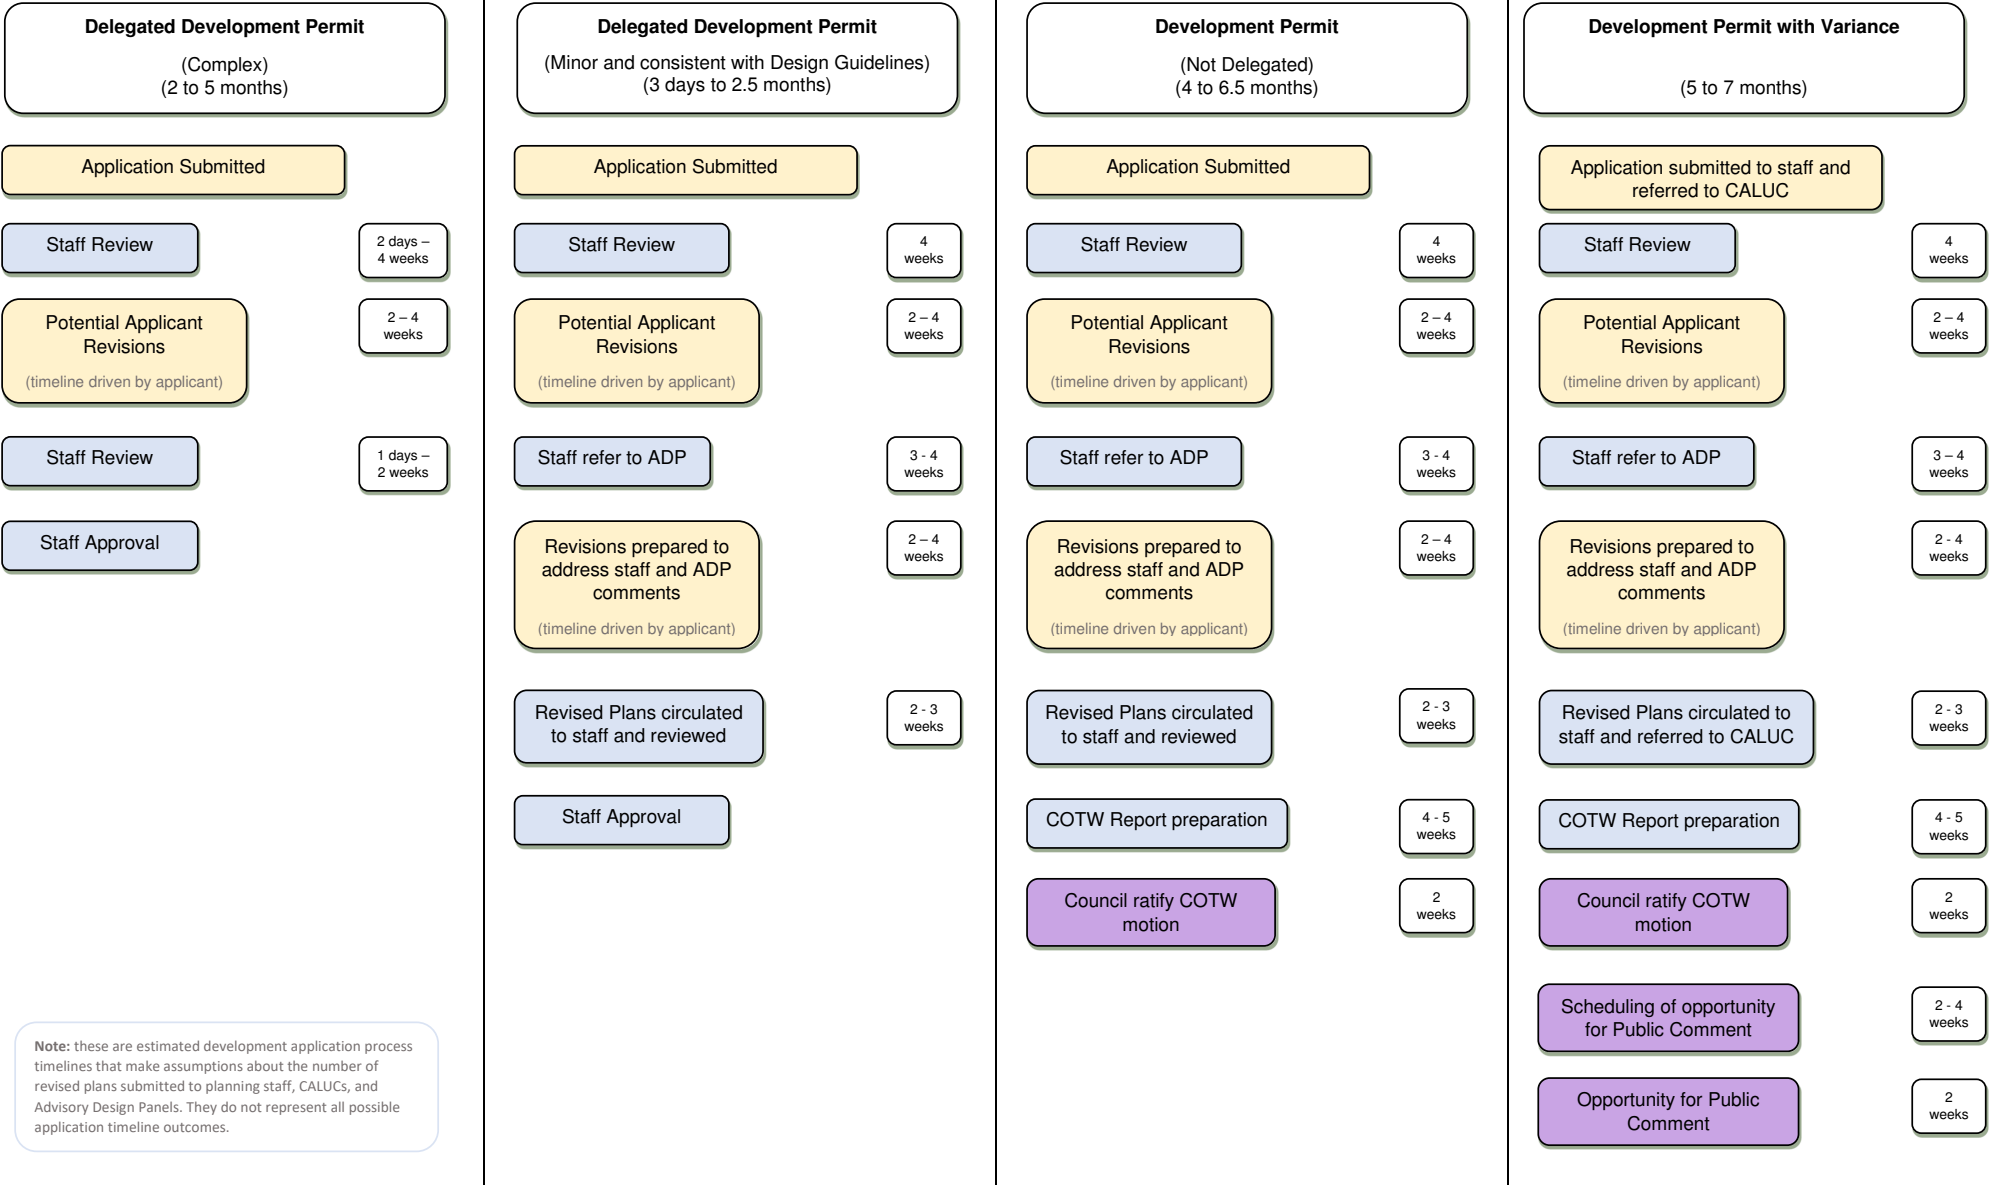 Delegated Development Permit
(Complex)
(2 to 5 months)
Application Submitted
Staff Review
2 days –
4 weeks
Potential Applicant
Revisions
(timeline driven by applicant)
2 – 4
weeks
Staff Review
1 days –
2 weeks
Staff Approval
Note: these are estimated development application process
timelines that make assumptions about the number of
revised plans submitted to planning staff, CALUCs, and
Advisory Design Panels. They do not represent all possible
application timeline outcomes.
Delegated Development Permit
(Minor and consistent with Design Guidelines)
(3 days to 2.5 months)
Application Submitted
Staff Review
4
weeks
Potential Applicant
Revisions
(timeline driven by applicant)
2 – 4
weeks
Staff refer to ADP
3 - 4
weeks
Revisions prepared to
address staff and ADP
comments
(timeline driven by applicant)
2 – 4
weeks
Revised Plans circulated
to staff and reviewed
2 - 3
weeks
Staff Approval
Development Permit
(Not Delegated)
(4 to 6.5 months)
Application Submitted
Staff Review
4
weeks
Potential Applicant
Revisions
(timeline driven by applicant)
2 – 4
weeks
Staff refer to ADP
3 - 4
weeks
Revisions prepared to
address staff and ADP
comments
(timeline driven by applicant)
2 – 4
weeks
Revised Plans circulated
to staff and reviewed
2 - 3
weeks
COTW Report preparation
4 - 5
weeks
Council ratify COTW
motion
2
weeks
Development Permit with Variance
(5 to 7 months)
Application submitted to staff and
referred to CALUC
Staff Review
4
weeks
Potential Applicant
Revisions
(timeline driven by applicant)
2 – 4
weeks
Staff refer to ADP
3 – 4
weeks
Revisions prepared to
address staff and ADP
comments
(timeline driven by applicant)
2 - 4
weeks
Revised Plans circulated to
staff and referred to CALUC
2 - 3
weeks
COTW Report preparation
4 - 5
weeks
Council ratify COTW
motion
2
weeks
Scheduling of opportunity
for Public Comment
2 - 4
weeks
Opportunity for Public
Comment
2
weeks